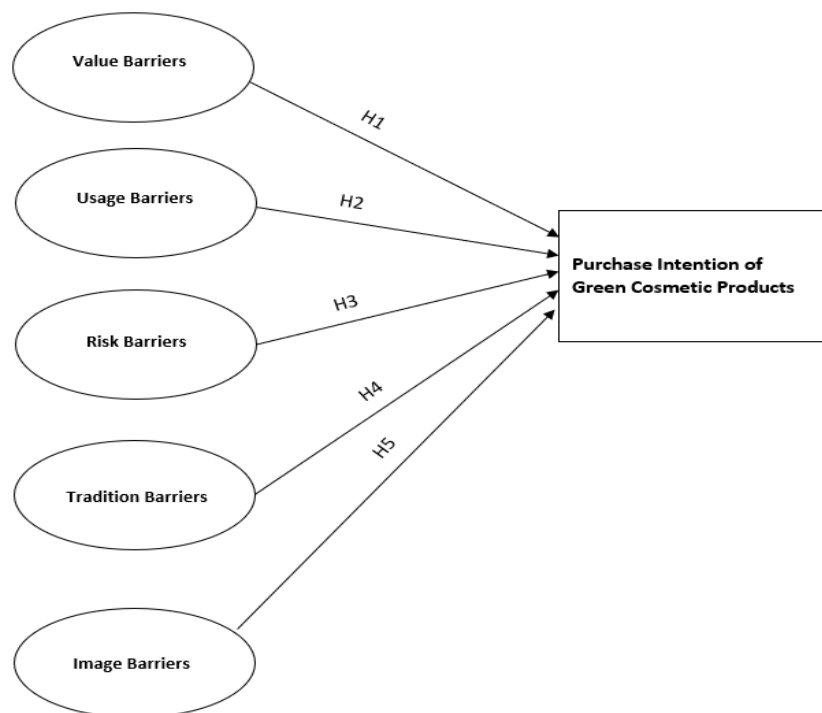 Value Barriers
H1
Usage Barriers
H2
Purchase Intention of
Green Cosmetic Products
H3
Risk Barriers
H4
H5
Tradition Barriers
Image Barriers